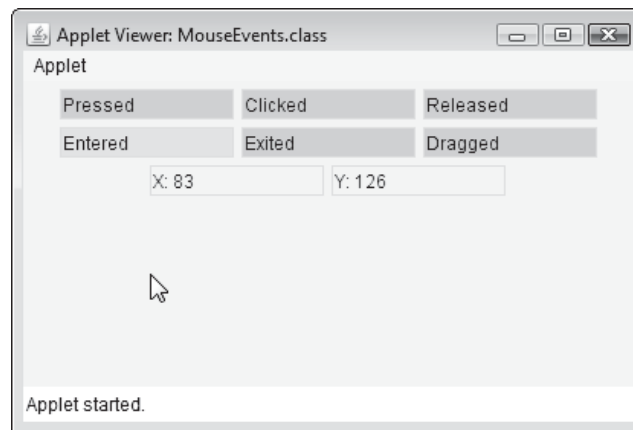 Applet Viewer: MouseEvents.class
Applet
Pressed Clicked Released
Entered Exited Dragged
X: 83 Y: 126
Applet started.